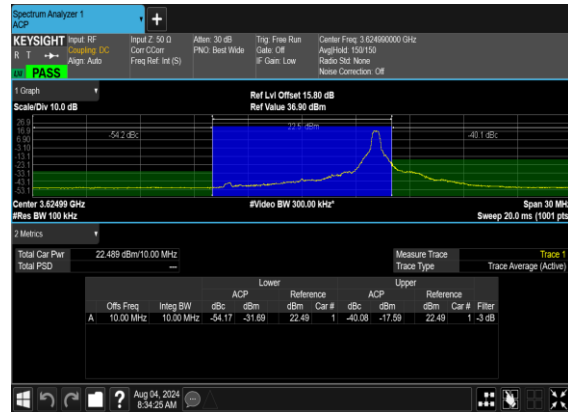 Spectrum Analyzer 1
ACP
KEYSIGHT Input: RF Input Z: 50 Ω Atten: 30 dB Trig: Free Run Center Freq: 3.624990000 GHz
R T Coupling: DC Corr CCorr PNO: Best Wide Gate: Off Avg|Hold: 150/150
Align: Auto Freq Ref: Int (S) IF Gain: Low Radio Std: None
LW PASS Noise Correction: Off
1 Graph Ref Lvl Offset 15.80 dB
Scale/Div 10.0 dB Ref Value 36.90 dBm
26.9 22.5 dBm
16.9 -54.2 dBc -40.1 dBc
6.90
-3.10
-13.1
-23.1
-33.1
-43.1
-53.1
Center 3.62499 GHz #Video BW 300.00 kHz* Span 30 MHz
#Res BW 100 kHz Sweep 20.0 ms (1001 pts)
2 Metrics
Total Car Pwr 22.489 dBm/10.00 MHz Measure Trace Trace 1
Total PSD --- Trace Type Trace Average (Active)
Lower Upper
ACP Reference ACP Reference
Offs Freq Integ BW dBc dBm dBm Car # dBc dBm dBm Car # Filter
A 10.00 MHz 10.00 MHz -54.17 -31.69 22.49 1 -40.08 -17.59 22.49 1 -3 dB
Aug 04, 2024
8:34:25 AM